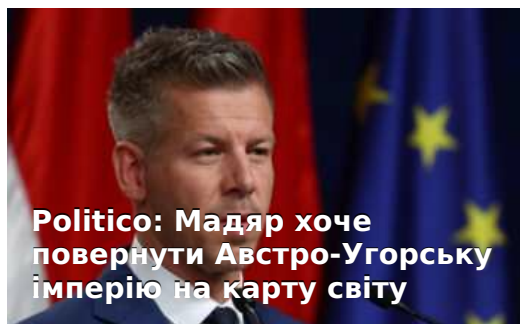 Politico: Мадяр хоче
повернути Австро-Угорську
імперію на карту світу